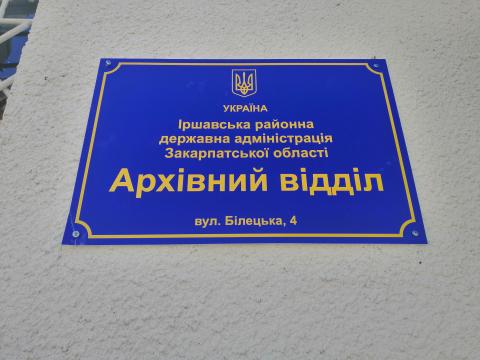 УКРАЇНА
Іршавська районна
державна адміністрація
Закарпатської області
Архівний відділ
вул. Білецька, 4